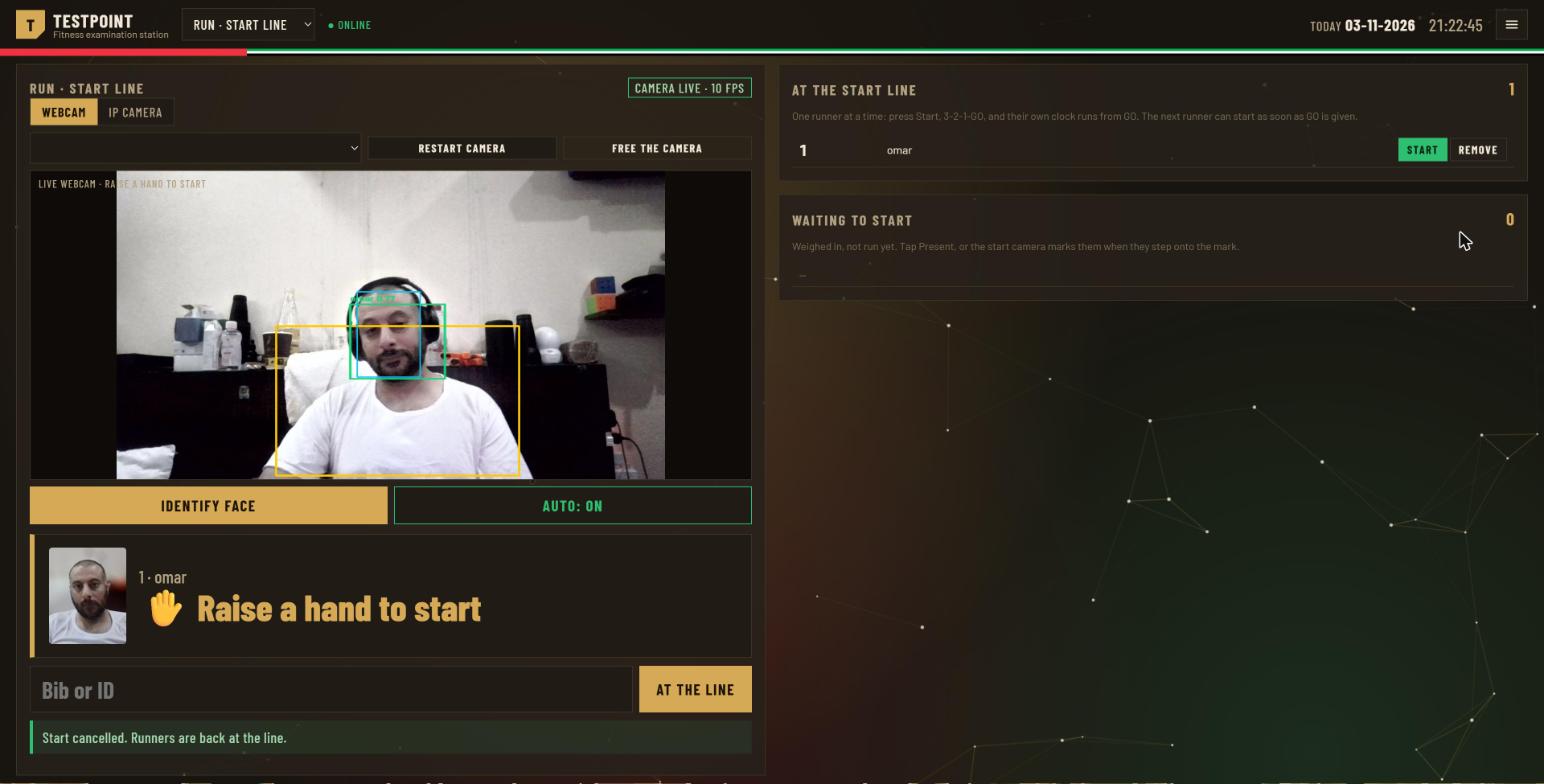 T
TESTPOINT
Fitness examination station
RUN · START LINE
● ONLINE
TODAY 03-11-2026 21:22:45
RUN · START LINE
CAMERA LIVE · 10 FPS
WEBCAM
IP CAMERA
RESTART CAMERA
FREE THE CAMERA
LIVE WEBCAM · RAISE A HAND TO START
IDENTIFY FACE
AUTO: ON
1 · omar
Raise a hand to start
Bib or ID
AT THE LINE
Start cancelled. Runners are back at the line.
AT THE START LINE
1
One runner at a time: press Start, 3-2-1-GO, and their own clock runs from GO. The next runner can start as soon as GO is given.
1
omar
START
REMOVE
WAITING TO START
0
Weighed in, not run yet. Tap Present, or the start camera marks them when they step onto the mark.
—